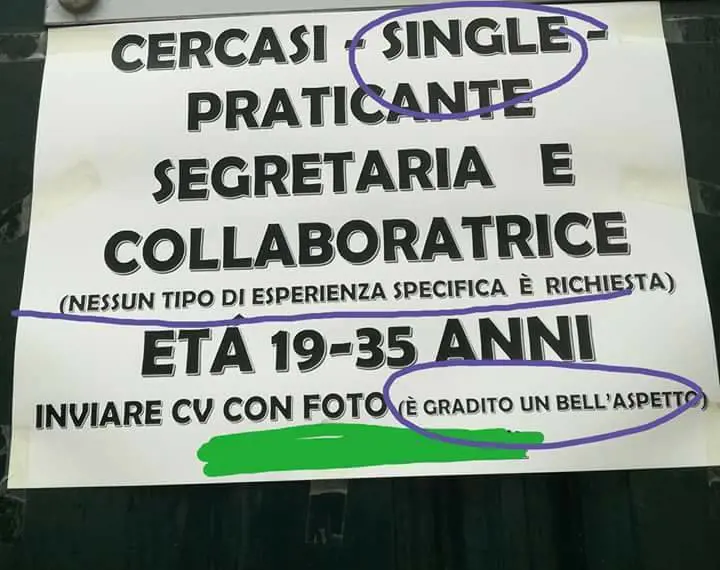 CERCASI - SINGLE -
PRATICANTE
SEGRETARIA E
COLLABORATRICE
(NESSUN TIPO DI ESPERIENZA SPECIFICA È RICHIESTA)
ETÁ 19-35 ANNI
INVIARE CV CON FOTO (È GRADITO UN BELL'ASPETTO)